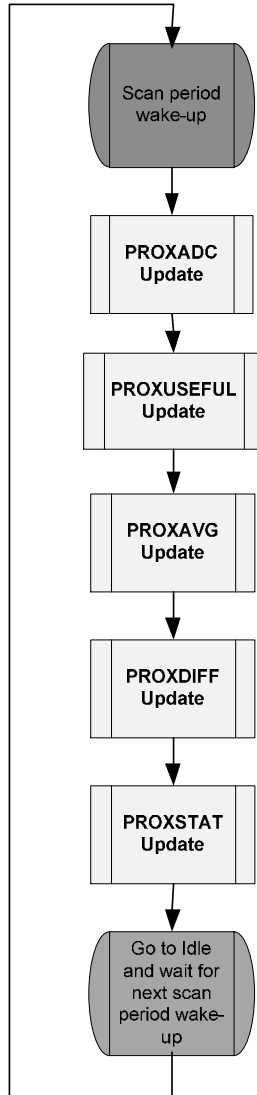 Scan period
wake-up
PROXADC
Update
PROXUSEFUL
Update
PROXAVG
Update
PROXDIFF
Update
PROXSTAT
Update
Go to Idle
and wait for
next scan
period wake-
up